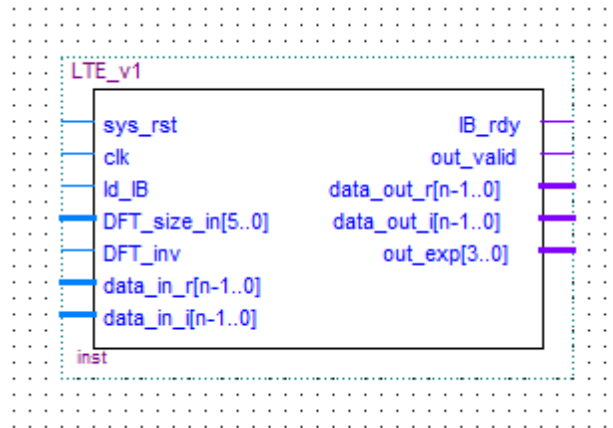 LTE_v1
sys_rst
IB_rdy
clk
out_valid
ld_IB
data_out_r[n-1..0]
DFT_size_in[5..0]
data_out_i[n-1..0]
DFT_inv
out_exp[3..0]
data_in_r[n-1..0]
data_in_i[n-1..0]
inst